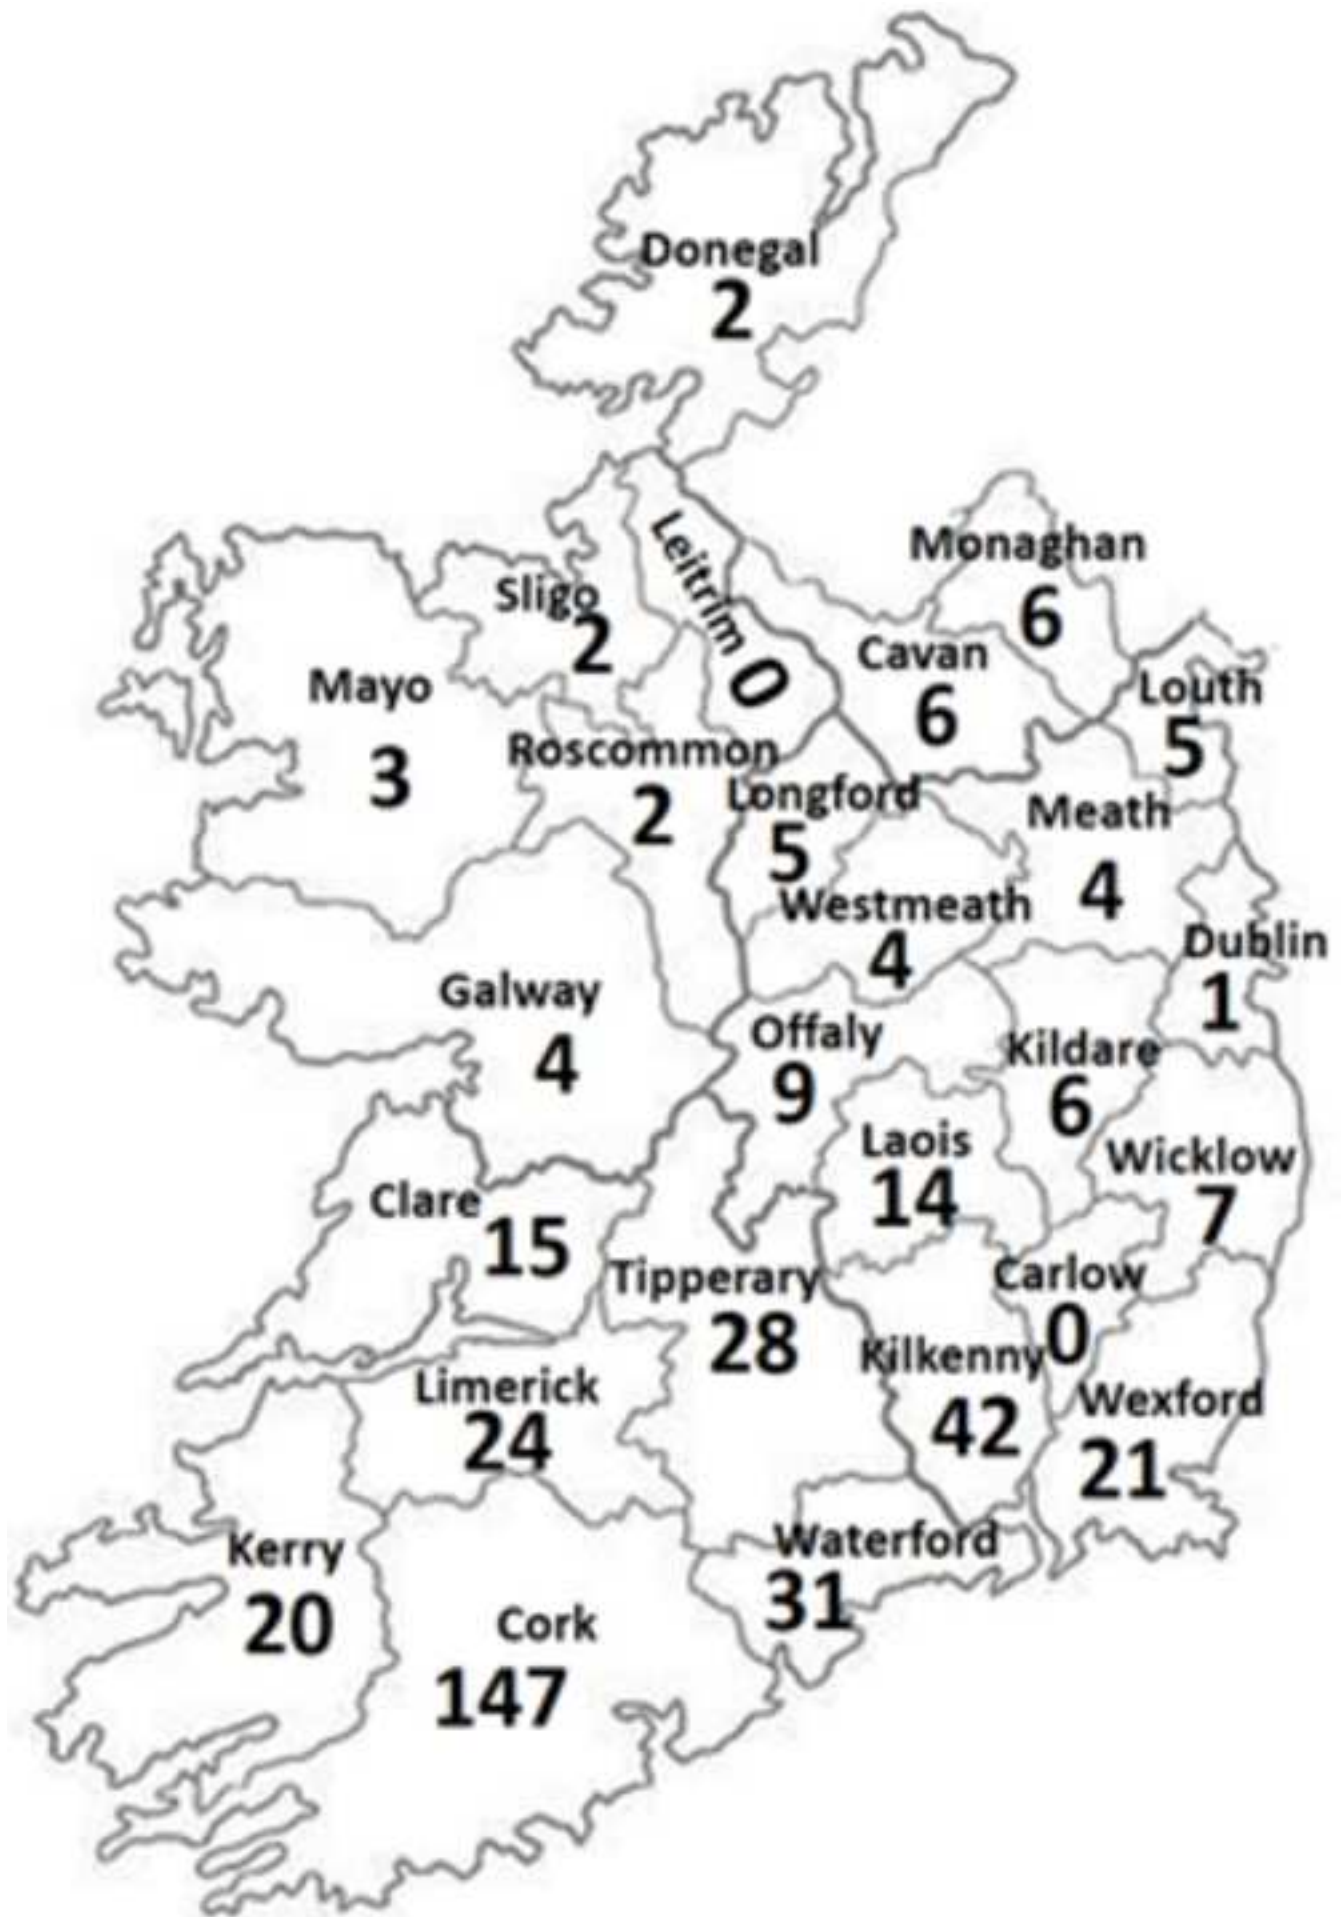 Donegal
2
Monaghan
6
Leitrim 0
Sligo
2
Cavan
6
Louth
5
Mayo
3
Roscommon
2
Longford
5
Meath
4
Westmeath
4
Dublin
1
Galway
4
Offaly
9
Kildare
6
Laois
14
Wicklow
7
Clare
15
Tipperary
28
Carlow
0
Kilkenny
42
Limerick
24
Wexford
21
Kerry
20
Waterford
31
Cork
147